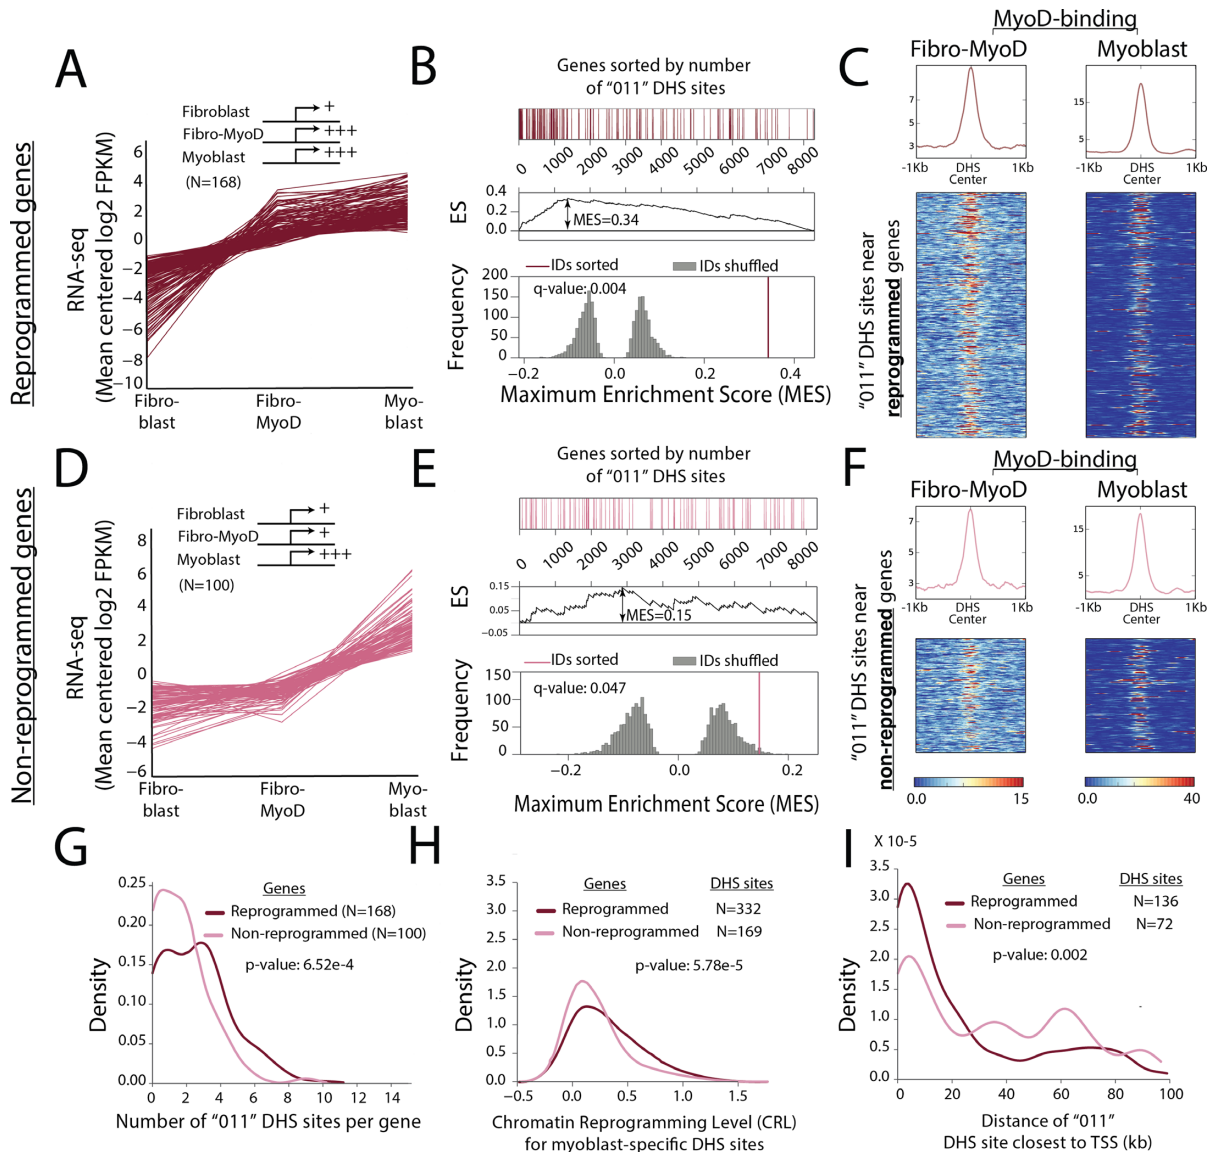 Reprogrammed genes
A
RNA-seq
(Mean centered log2 FPKM)
6
4
2
0
−2
−4
−6
−8
−10
Fibroblast +
Fibro-MyoD +++
Myoblast +++
(N=168)
Fibro-
blast
Fibro-
MyoD
Myo-
blast
B
Genes sorted by number
of “011” DHS sites
0 1000 2000 3000 4000 5000 6000 7000 8000
ES
0.4
0.2
0.0
MES=0.34
Frequency
200
150
100
50
0
IDs sorted IDs shuffled
q-value: 0.004
−0.2 0.0 0.2 0.4
Maximum Enrichment Score (MES)
C
MyoD-binding
Fibro-MyoD Myoblast
7
3
-1Kb DHS 1Kb
Center
15
5
-1Kb DHS 1Kb
Center
“011” DHS sites near
reprogrammed genes
Non-reprogrammed genes
D
RNA-seq
(Mean centered log2 FPKM)
8
6
4
2
0
−2
−4
−6
Fibroblast +
Fibro-MyoD +
Myoblast +++
(N=100)
Fibro-
blast
Fibro-
MyoD
Myo-
blast
E
Genes sorted by number
of “011” DHS sites
0 1000 2000 3000 4000 5000 6000 7000 8000
ES
0.15
0.05
−0.05
MES=0.15
Frequency
150
100
50
0
IDs sorted IDs shuffled
q-value: 0.047
−0.2 0.0 0.2
Maximum Enrichment Score (MES)
F
MyoD-binding
Fibro-MyoD Myoblast
7
3
-1Kb DHS 1Kb
Center
15
5
-1Kb DHS 1Kb
Center
“011” DHS sites near
non-reprogrammed genes
0.0 15
0.0 40
G
Density
0.25
0.20
0.15
0.10
0.05
0.00
Genes
Reprogrammed (N=168)
Non-reprogrammed (N=100)
p-value: 6.52e-4
0 2 4 6 8 10 12 14
Number of “011” DHS sites per gene
H
Density
3.5
3.0
2.5
2.0
1.5
1.0
0.5
0.0
Genes DHS sites
Reprogrammed N=332
Non-reprogrammed N=169
p-value: 5.78e-5
−0.5 0.0 0.5 1.0 1.5
Chromatin Reprogramming Level (CRL)
for myoblast-specific DHS sites
I
X 10-5
Density
3.5
3.0
2.5
2.0
1.5
1.0
0.5
0.0
Genes DHS sites
Reprogrammed N=136
Non-reprogrammed N=72
p-value: 0.002
0 20 40 60 80 100
Distance of “011”
DHS site closest to TSS (kb)